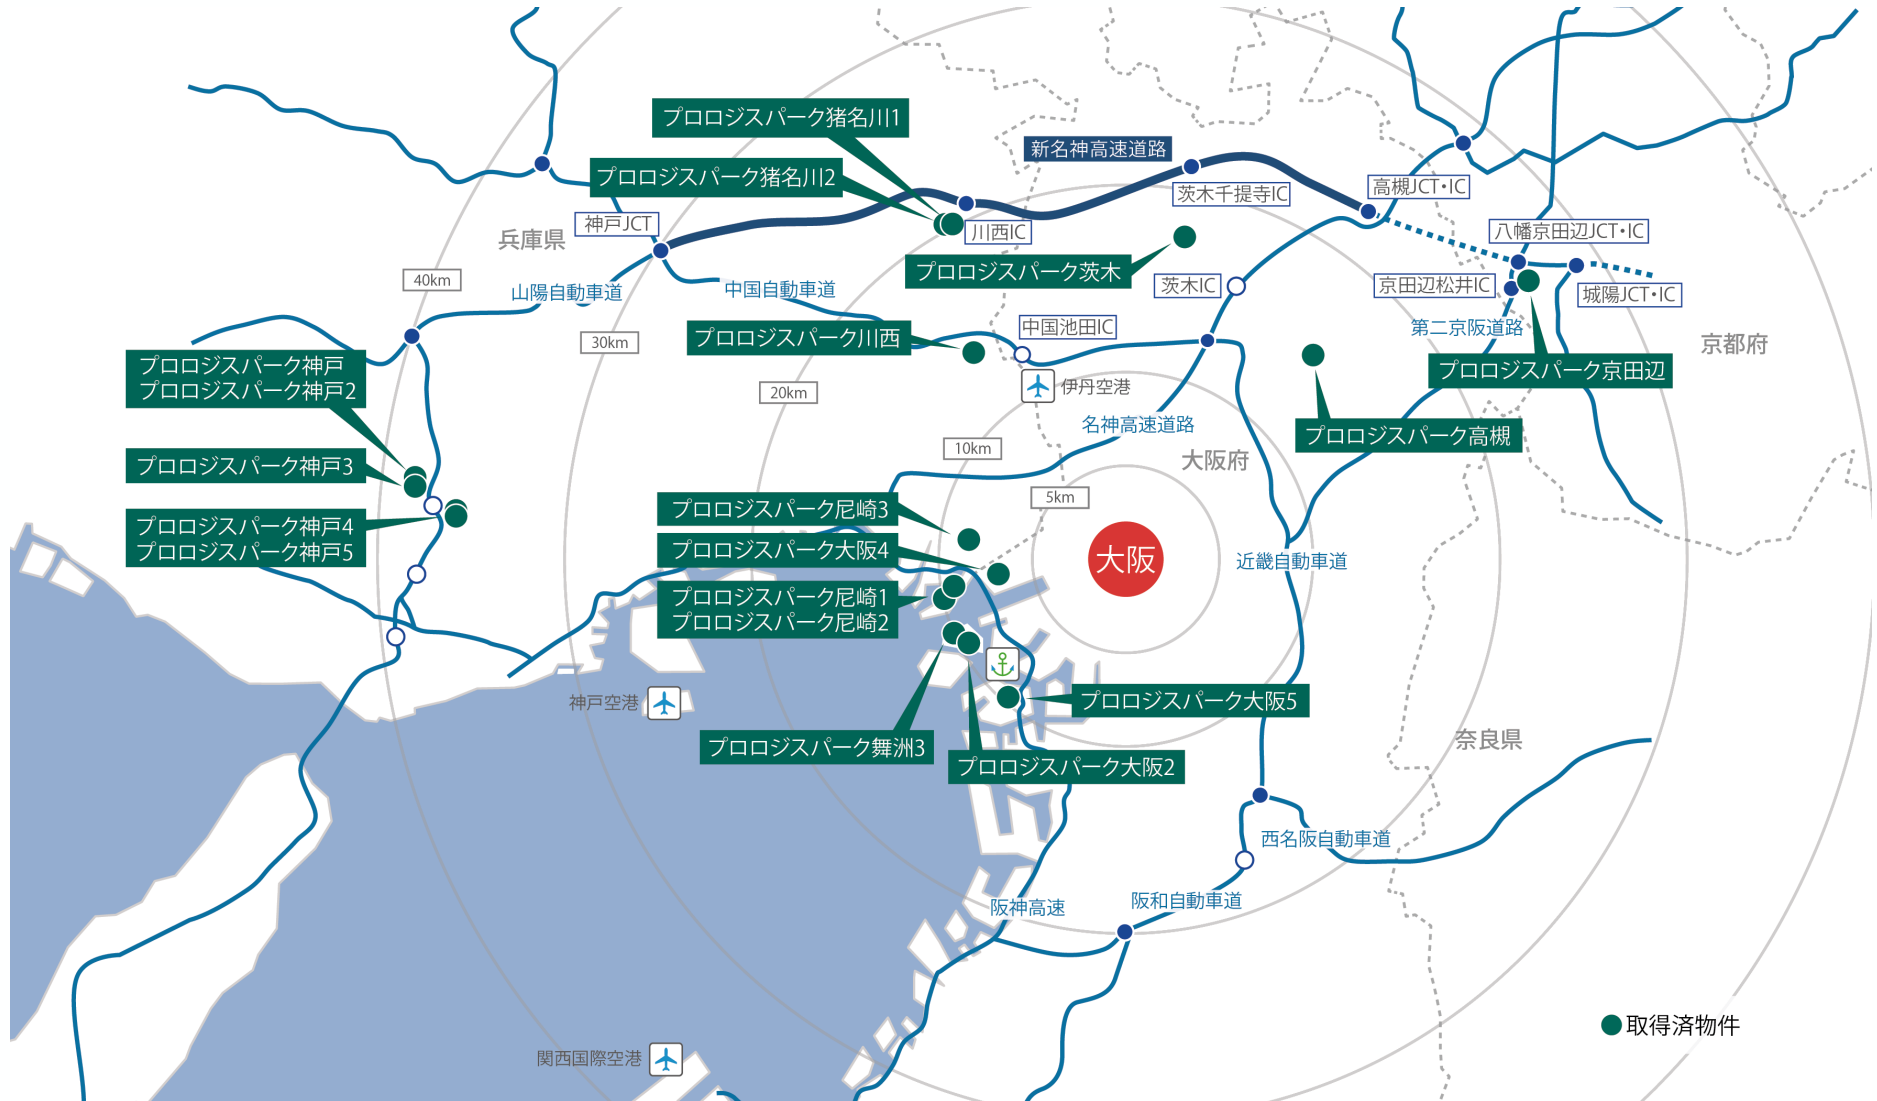 プロロジスパーク猪名川1
新名神高速道路
プロロジスパーク猪名川2
茨木千提寺IC
高槻JCT・IC
神戸JCT
川西IC
八幡京田辺JCT・IC
兵庫県
プロロジスパーク茨木
茨木IC
京田辺松井IC
城陽JCT・IC
40km
山陽自動車道
中国自動車道
30km
プロロジスパーク川西
中国池田IC
第二京阪道路
京都府
プロロジスパーク神戸
プロロジスパーク神戸2
20km
伊丹空港
プロロジスパーク京田辺
名神高速道路
プロロジスパーク高槻
10km
大阪府
プロロジスパーク神戸3
5km
プロロジスパーク尼崎3
プロロジスパーク神戸4
プロロジスパーク神戸5
プロロジスパーク大阪4
大阪
近畿自動車道
プロロジスパーク尼崎1
プロロジスパーク尼崎2
神戸空港
プロロジスパーク大阪5
プロロジスパーク舞洲3
プロロジスパーク大阪2
奈良県
西名阪自動車道
阪神高速
阪和自動車道
取得済物件
関西国際空港